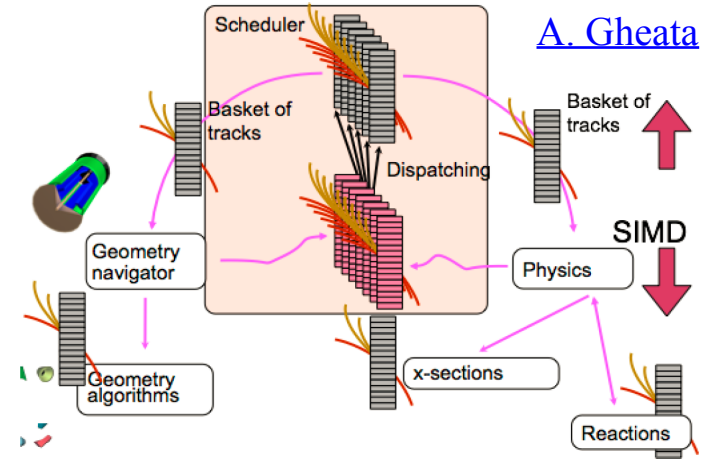 Scheduler
A. Gheata
Basket of
tracks
Basket of
tracks
Dispatching
SIMD
Geometry
navigator
Physics
Geometry
algorithms
x-sections
Reactions